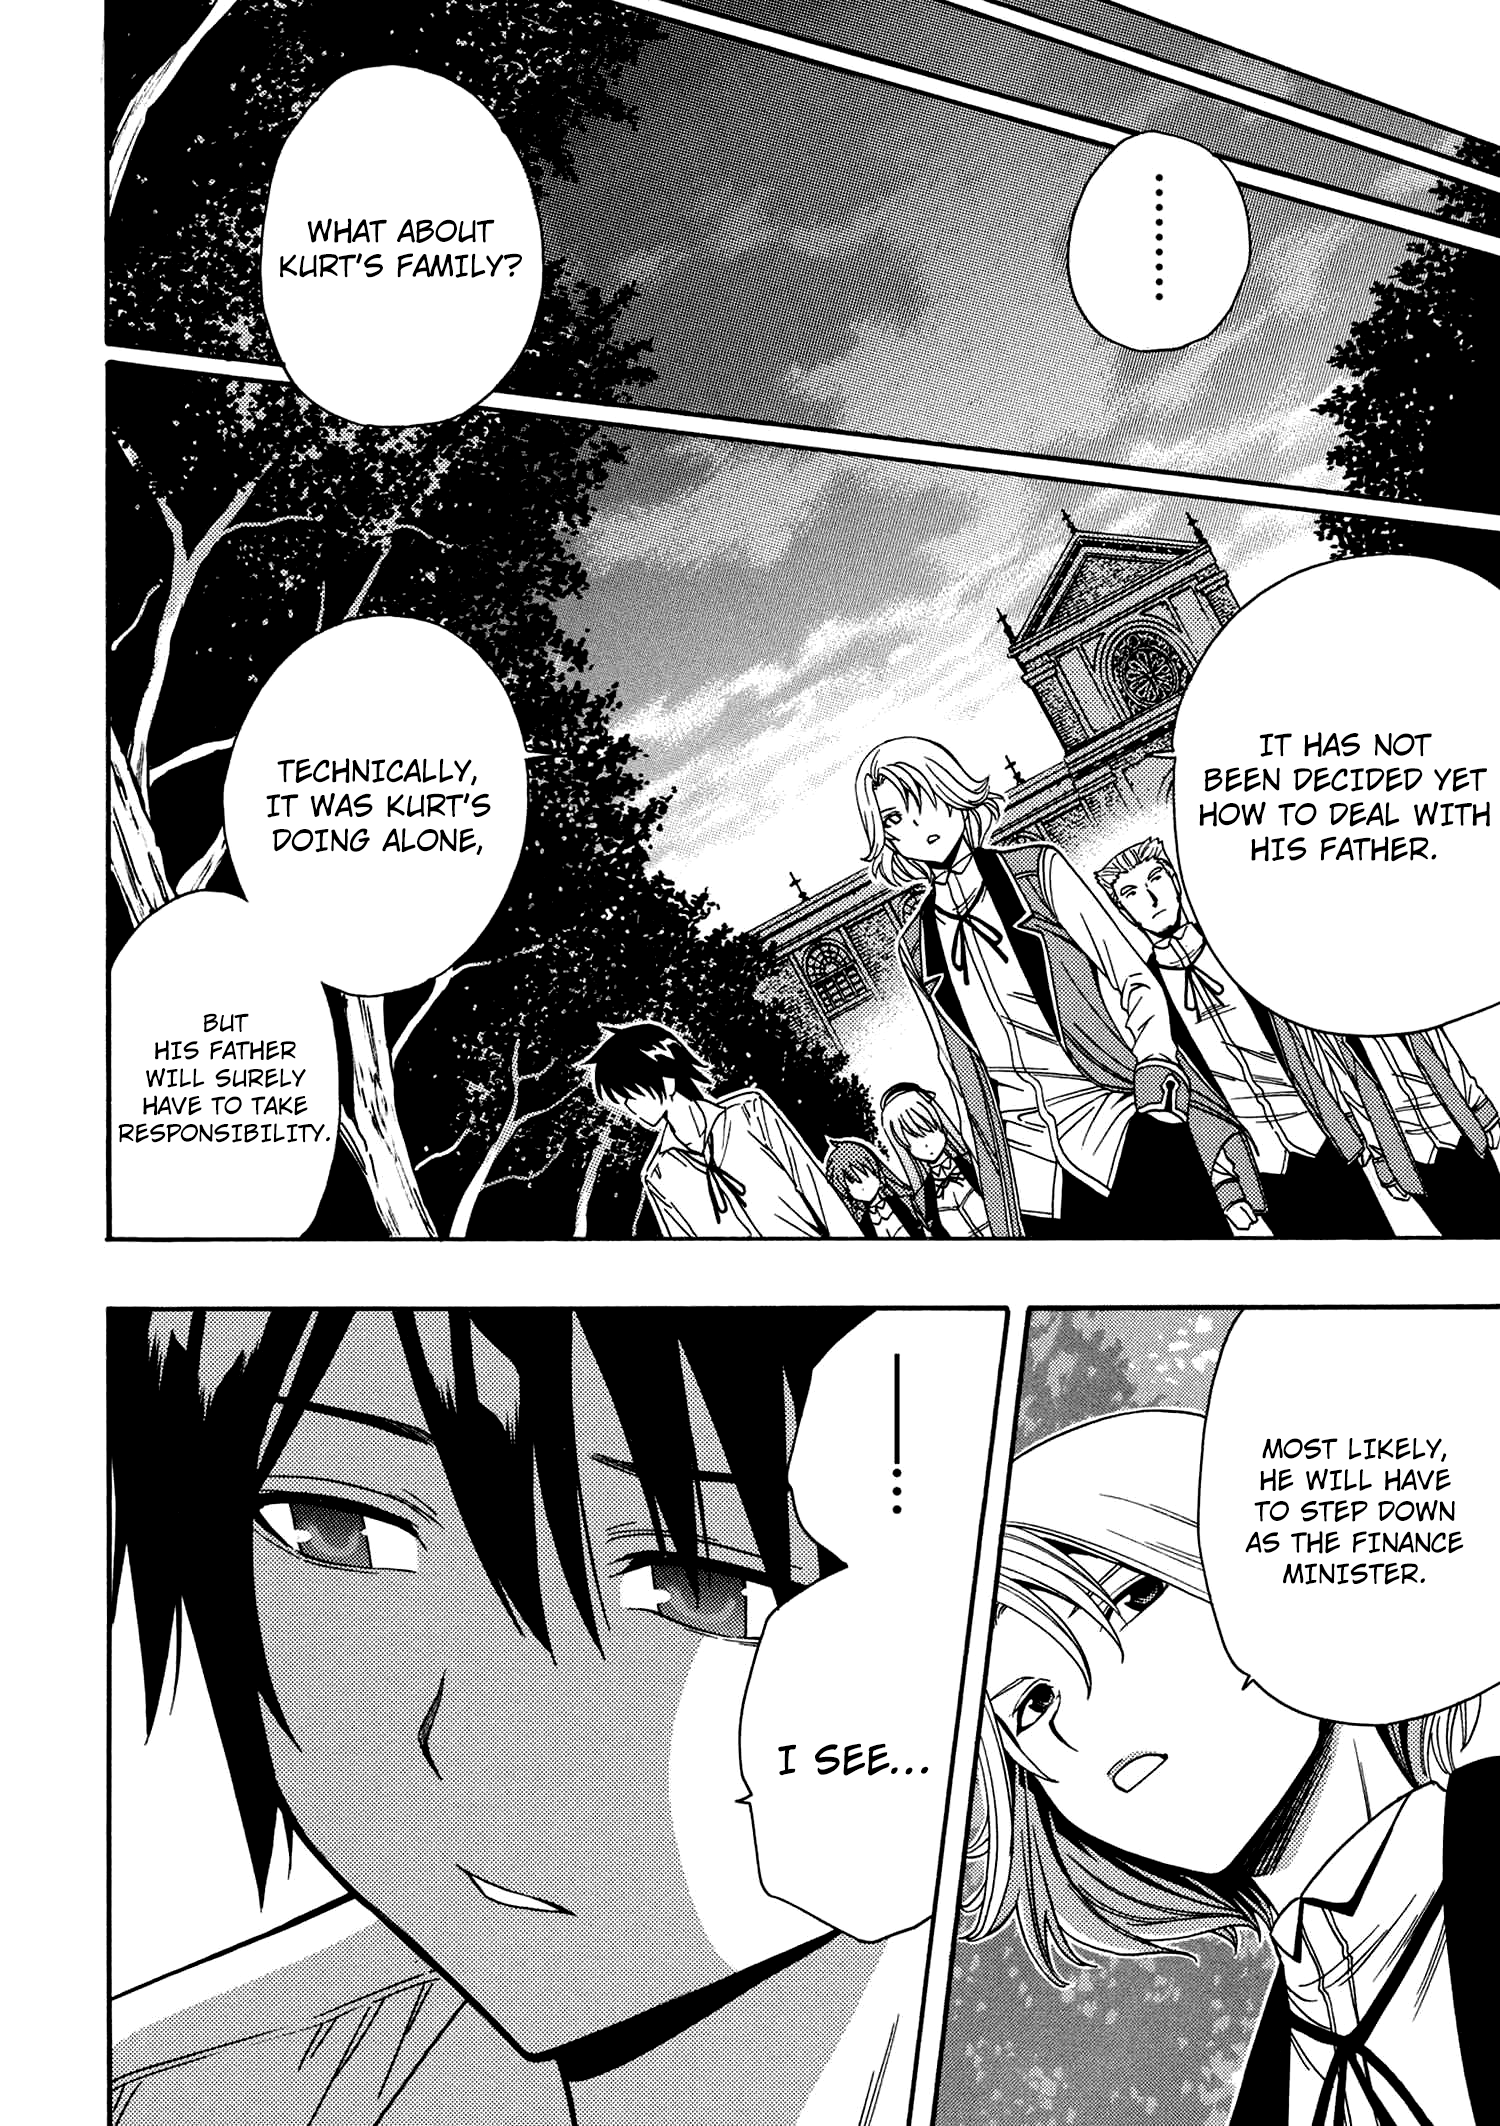 ………
WHAT ABOUT
KURT'S FAMILY?
IT HAS NOT
BEEN DECIDED YET
HOW TO DEAL WITH
HIS FATHER.
TECHNICALLY,
IT WAS KURT'S
DOING ALONE,
BUT
HIS FATHER
WILL SURELY
HAVE TO TAKE
RESPONSIBILITY.
MOST LIKELY,
HE WILL HAVE
TO STEP DOWN
AS THE FINANCE
MINISTER.
—…
I SEE...